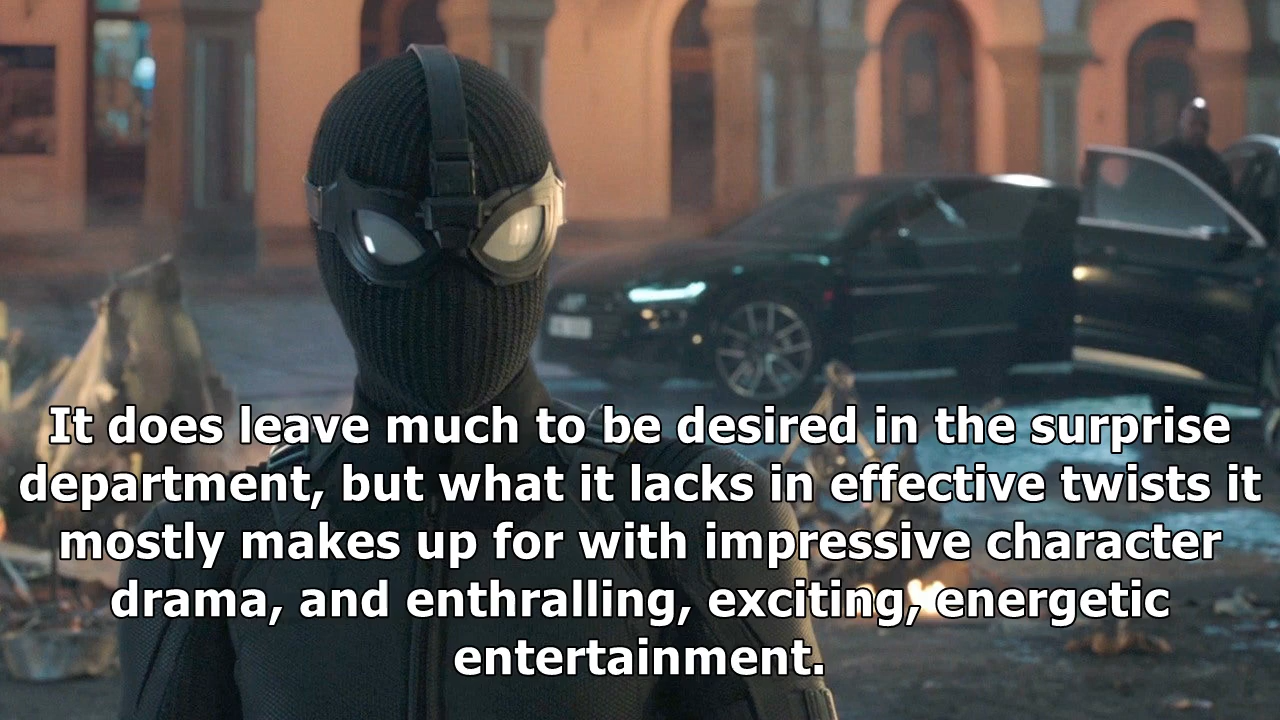 It does leave much to be desired in the surprise
department, but what it lacks in effective twists it
mostly makes up for with impressive character
drama, and enthralling, exciting, energetic
entertainment.